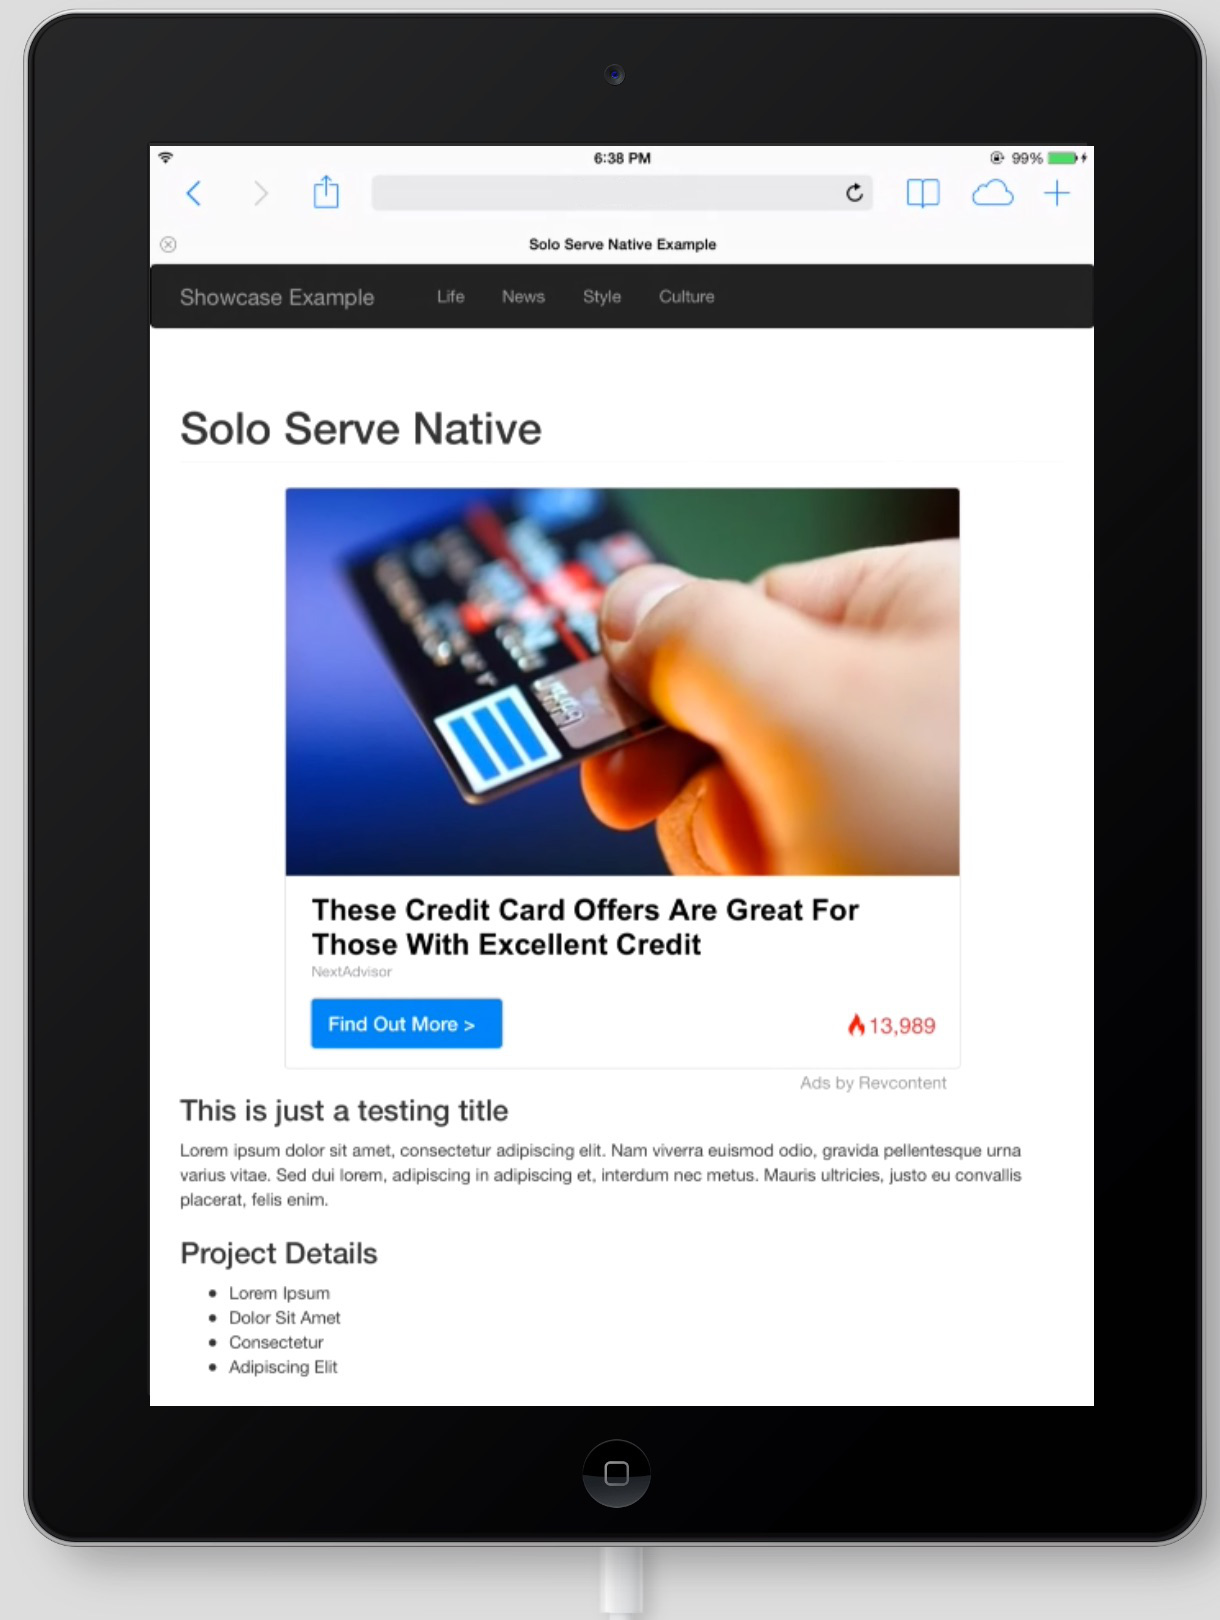 6:38 PM
99%
Solo Serve Native Example
Showcase Example Life News Style Culture
Solo Serve Native
These Credit Card Offers Are Great For
Those With Excellent Credit
NextAdvisor
Find Out More >
13,989
Ads by Revcontent
This is just a testing title
Lorem ipsum dolor sit amet, consectetur adipiscing elit. Nam viverra euismod odio, gravida pellentesque urna
varius vitae. Sed dui lorem, adipiscing in adipiscing et, interdum nec metus. Mauris ultricies, justo eu convallis
placerat, felis enim.
Project Details
Lorem Ipsum
Dolor Sit Amet
Consectetur
Adipiscing Elit